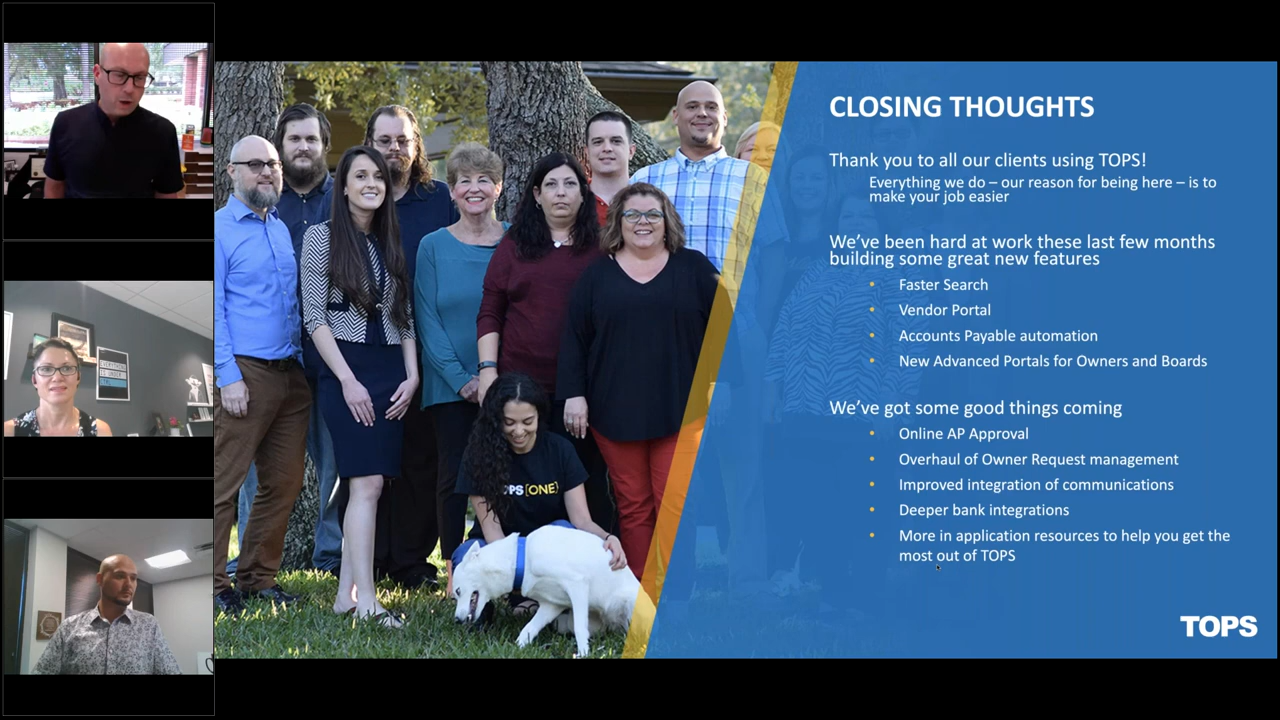 CLOSING THOUGHTS
Thank you to all our clients using TOPS!
Everything we do – our reason for being here – is to
make your job easier
We’ve been hard at work these last few months
building some great new features
• Faster Search
• Vendor Portal
• Accounts Payable automation
• New Advanced Portals for Owners and Boards
We’ve got some good things coming
• Online AP Approval
• Overhaul of Owner Request management
• Improved integration of communications
• Deeper bank integrations
• More in application resources to help you get the
most out of TOPS
TOPS
OPS [ONE]